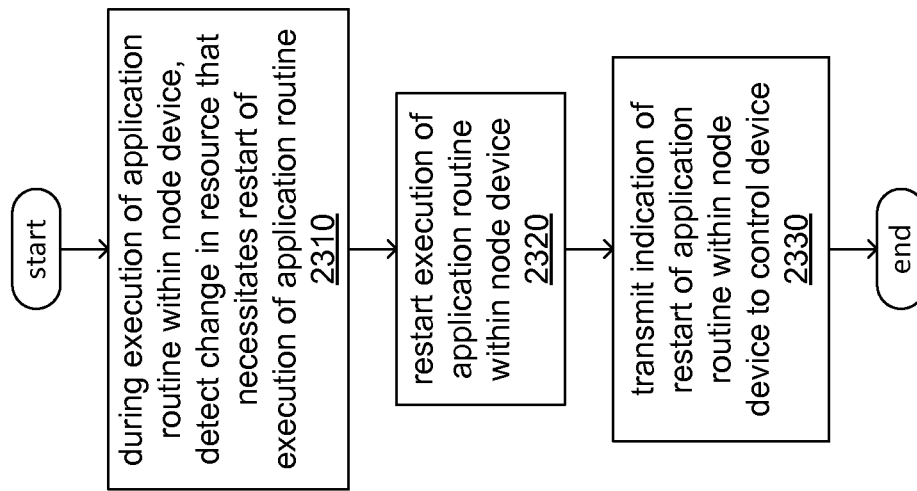 start
during execution of application
routine within node device,
detect change in resource that
necessitates restart of
execution of application routine
2310
restart execution of
application routine
within node device
2320
transmit indication of
restart of application
routine within node
device to control device
2330
end